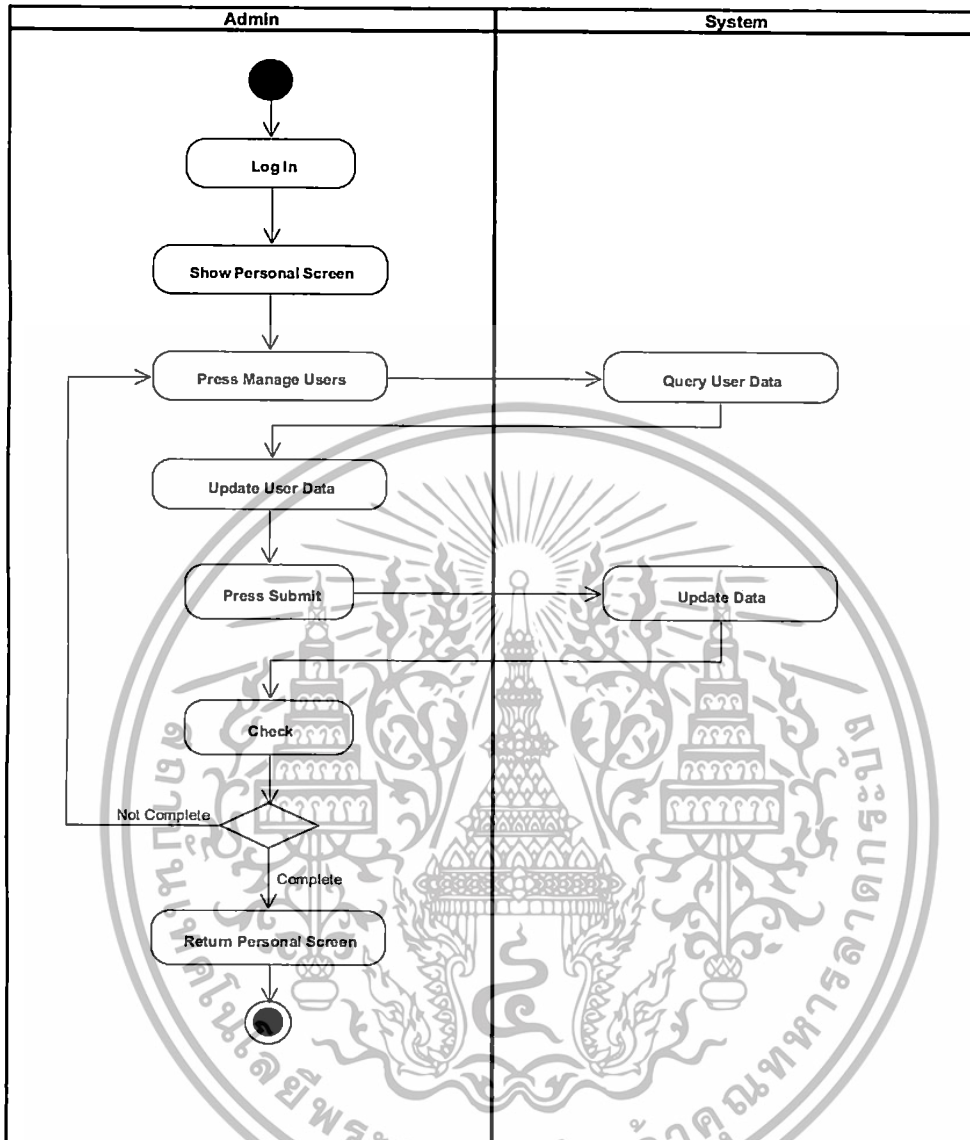 Admin
System
Log In
Show Personal Screen
Press Manage Users
Query User Data
Update User Data
Press Submit
Update Data
Check
Not Complete
Complete
Return Personal Screen